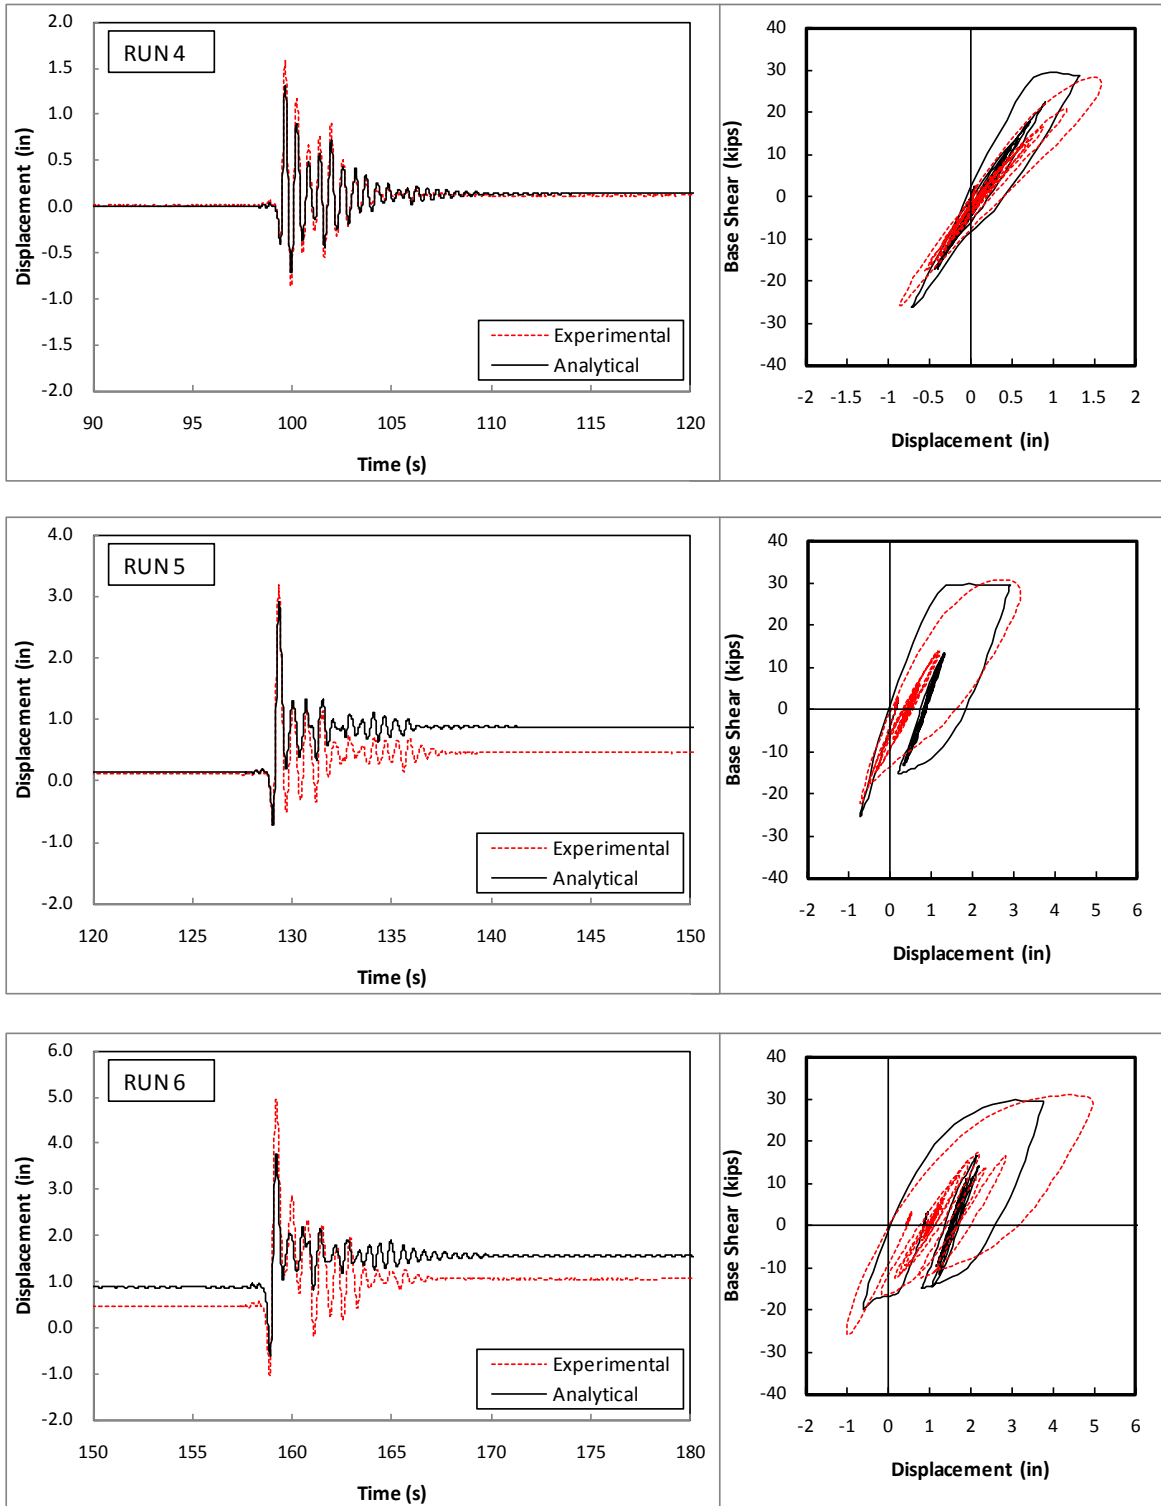 RUN 4
Displacement (in)
2.0
1.5
1.0
0.5
0.0
-0.5
-1.0
-1.5
-2.0
90 95 100 105 110 115 120
Time (s)
Experimental
Analytical
Base Shear (kips)
40
30
20
10
0
-10
-20
-30
-40
-2 -1.5 -1 -0.5 0 0.5 1 1.5 2
Displacement (in)
RUN 5
Displacement (in)
4.0
3.0
2.0
1.0
0.0
-1.0
-2.0
120 125 130 135 140 145 150
Time (s)
Experimental
Analytical
Base Shear (kips)
40
30
20
10
0
-10
-20
-30
-40
-2 -1 0 1 2 3 4 5 6
Displacement (in)
RUN 6
Displacement (in)
6.0
5.0
4.0
3.0
2.0
1.0
0.0
-1.0
-2.0
150 155 160 165 170 175 180
Time (s)
Experimental
Analytical
Base Shear (kips)
40
30
20
10
0
-10
-20
-30
-40
-2 -1 0 1 2 3 4 5 6
Displacement (in)